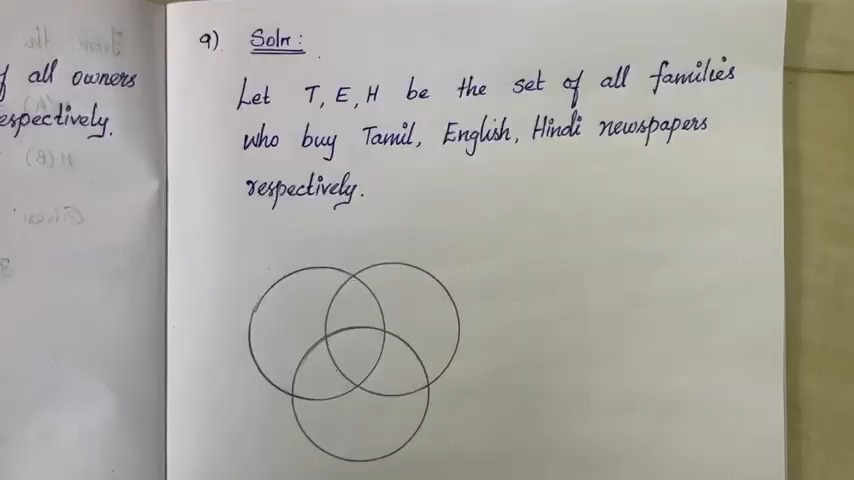 f all owners
espectively.
9) Soln:
Let T, E, H be the set of all families
who buy Tamil, English, Hindi newspapers
respectively.